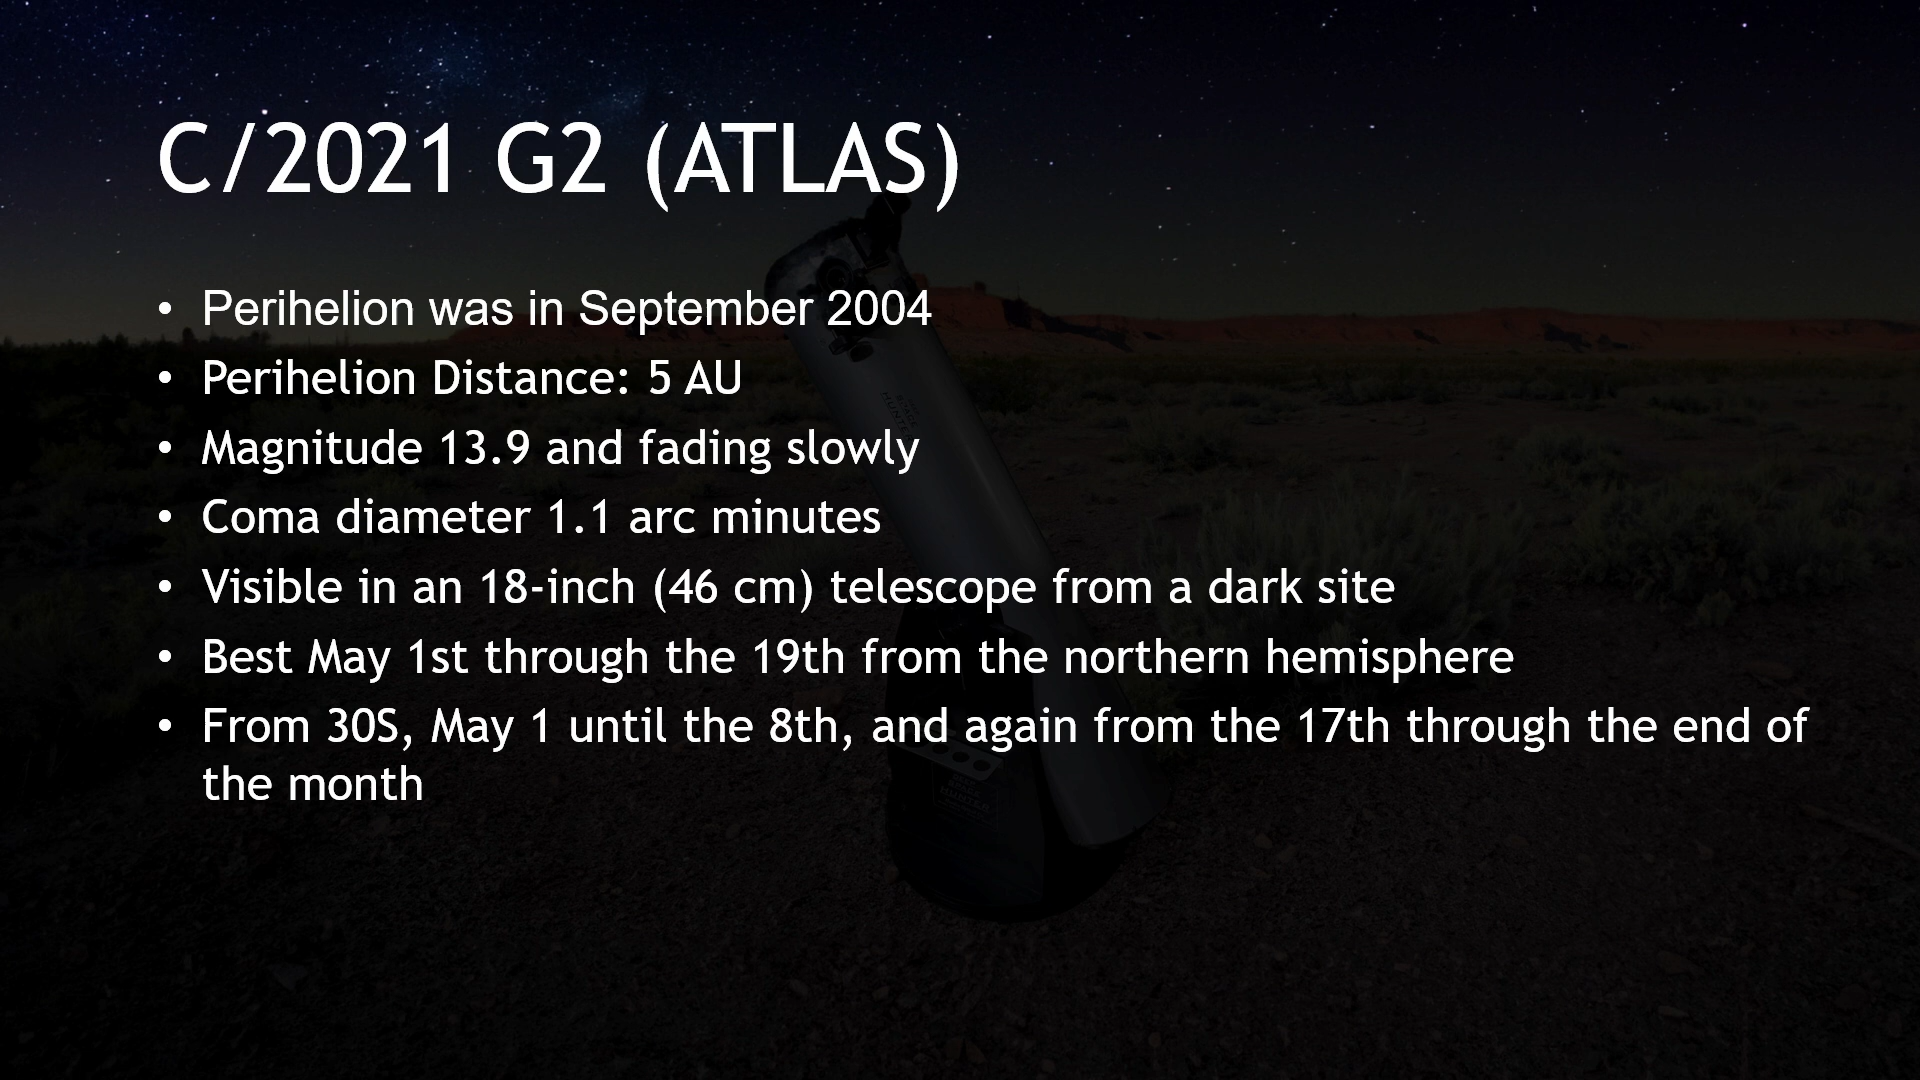 C/2021 G2 (ATLAS)
• Perihelion was in September 2004
• Perihelion Distance: 5 AU
• Magnitude 13.9 and fading slowly
• Coma diameter 1.1 arc minutes
• Visible in an 18-inch (46 cm) telescope from a dark site
• Best May 1st through the 19th from the northern hemisphere
• From 30S, May 1 until the 8th, and again from the 17th through the end of
the month